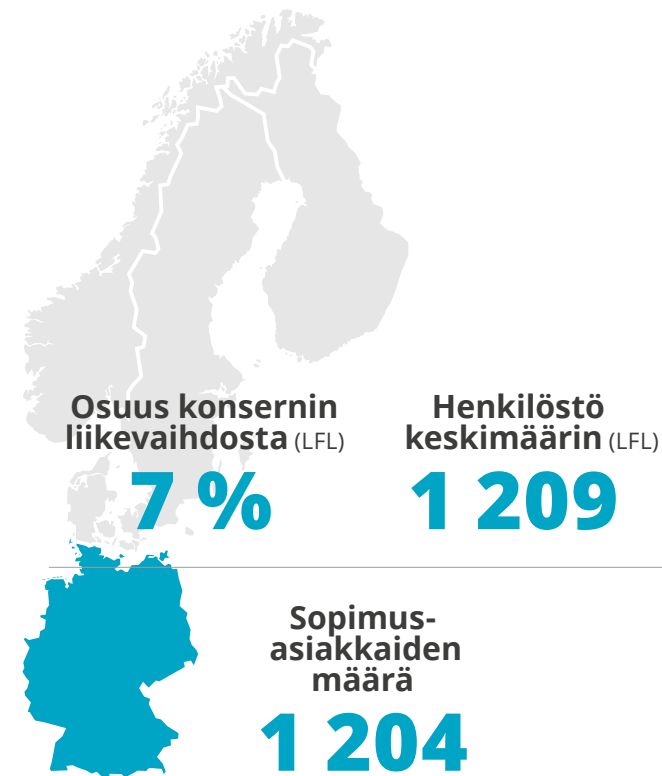 Osuus konsernin
liikevaihdosta (LFL)
7 %
Henkilöstö
keskimäärin (LFL)
1 209
Sopimus-
asiakkaiden
määrä
1 204